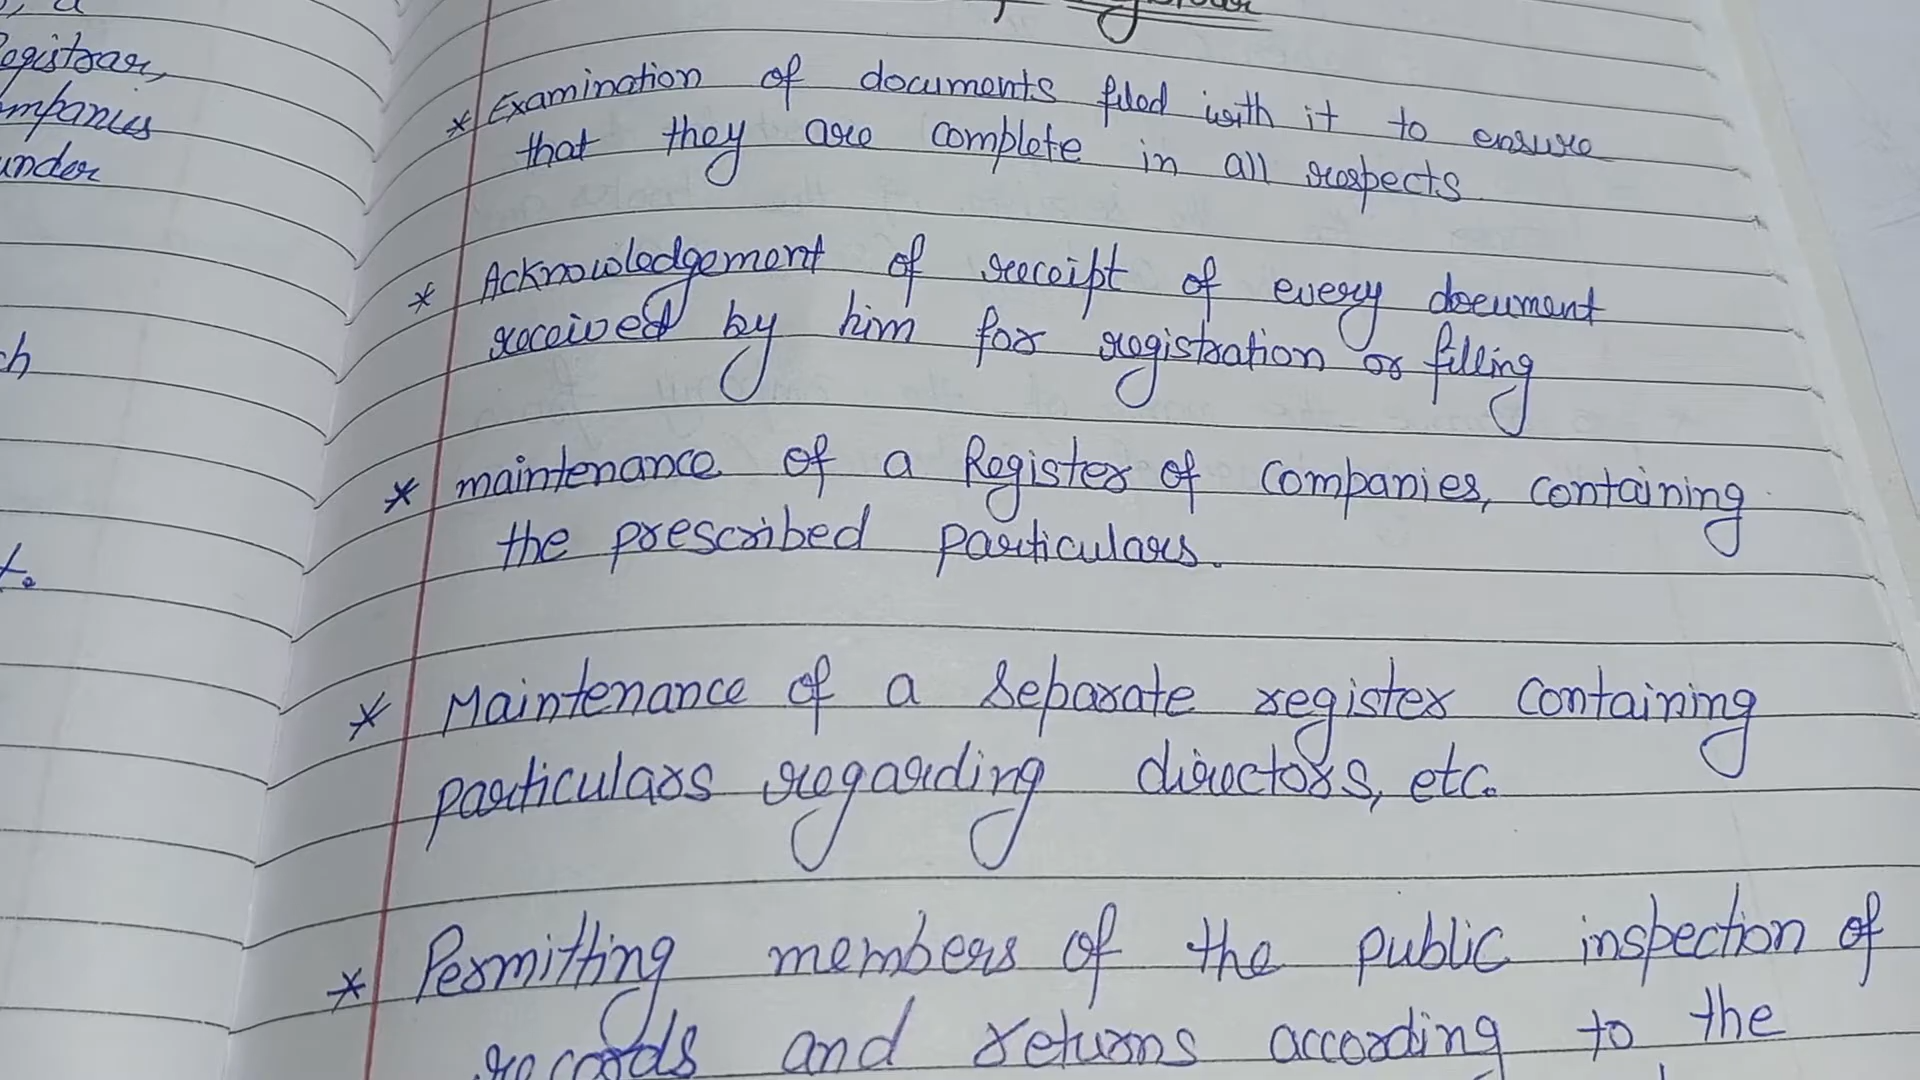 Registrar,
under
* Examination of documents filed with it to ensure
that they are complete in all respects
* Acknowledgement of receipt of every document
received by him for registration or filling
* maintenance of a Register of companies, containing
the prescribed particulars.
* Maintenance of a separate register containing
particulars regarding directors, etc.
* Permitting members of the public inspection of
records and returns according to the